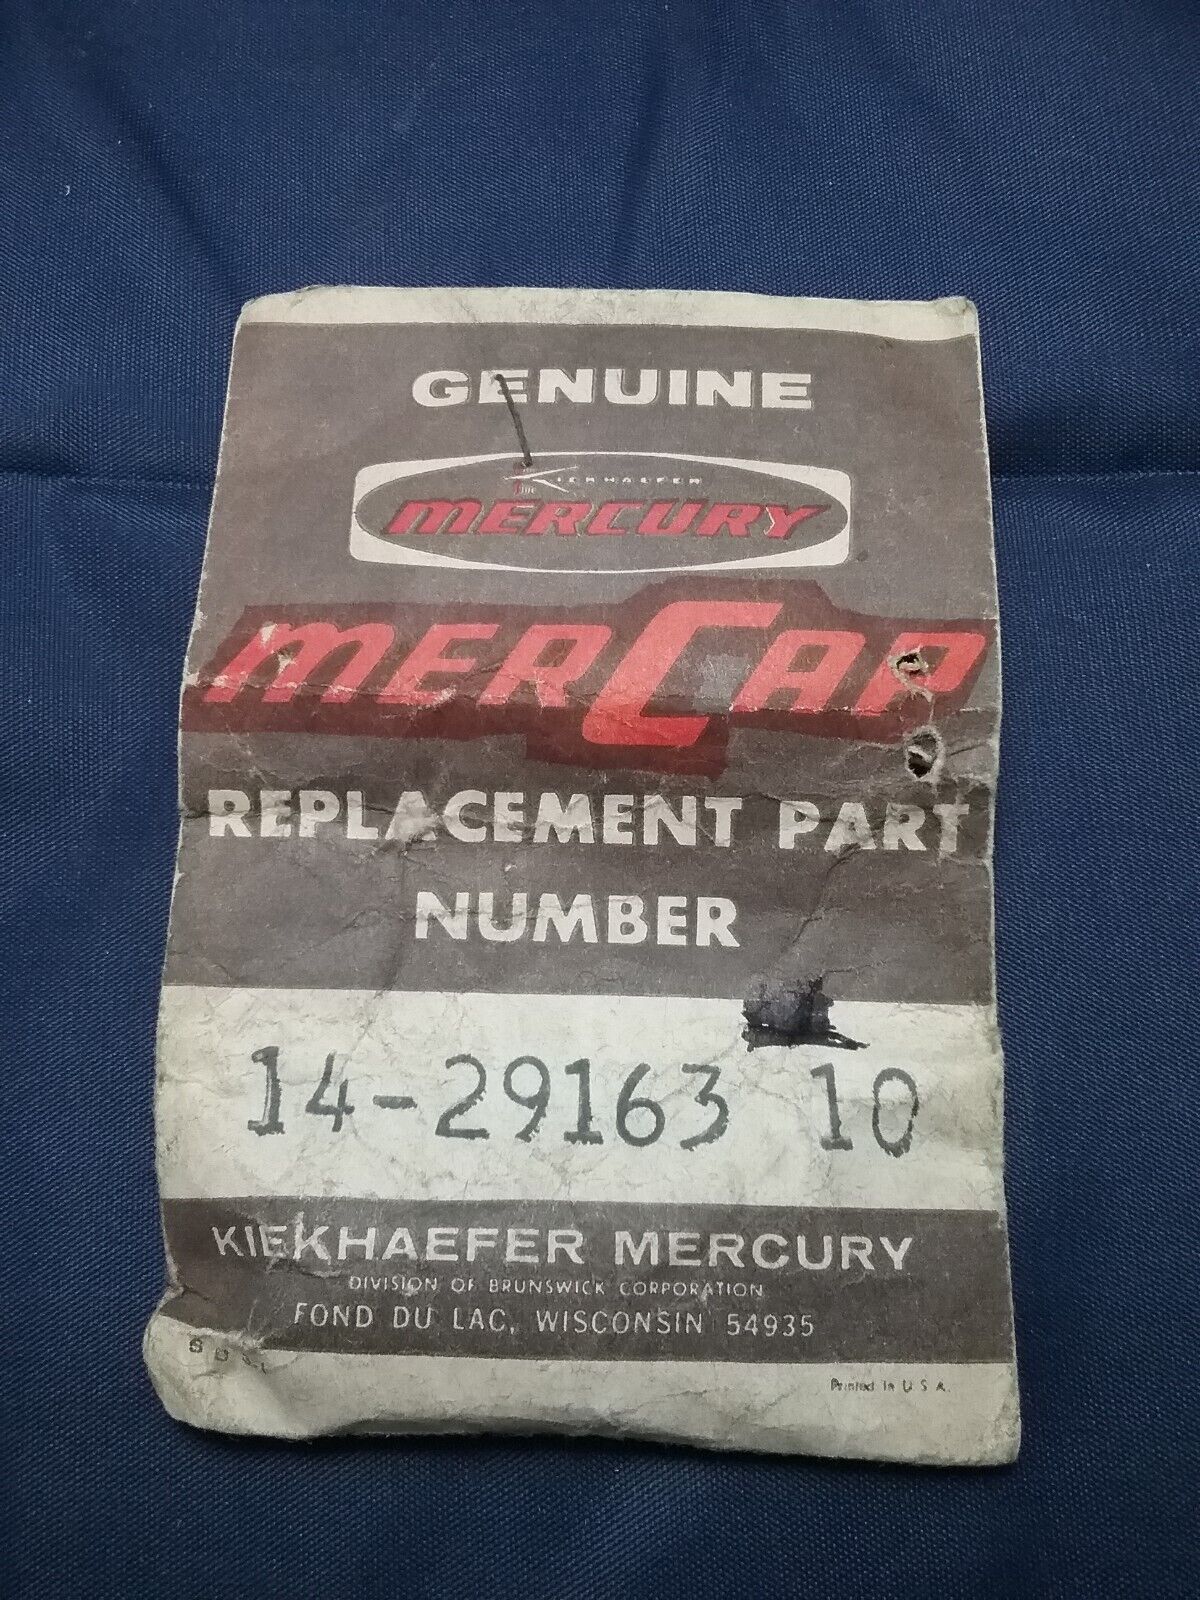 GENUINE
KIEKHAEFER
MERCURY
MERCAP
REPLACEMENT PART
NUMBER
14-29163 10
KIEKHAEFER MERCURY
DIVISION OF BRUNSWICK CORPORATION
FOND DU LAC, WISCONSIN 54935
Printed in U S A.